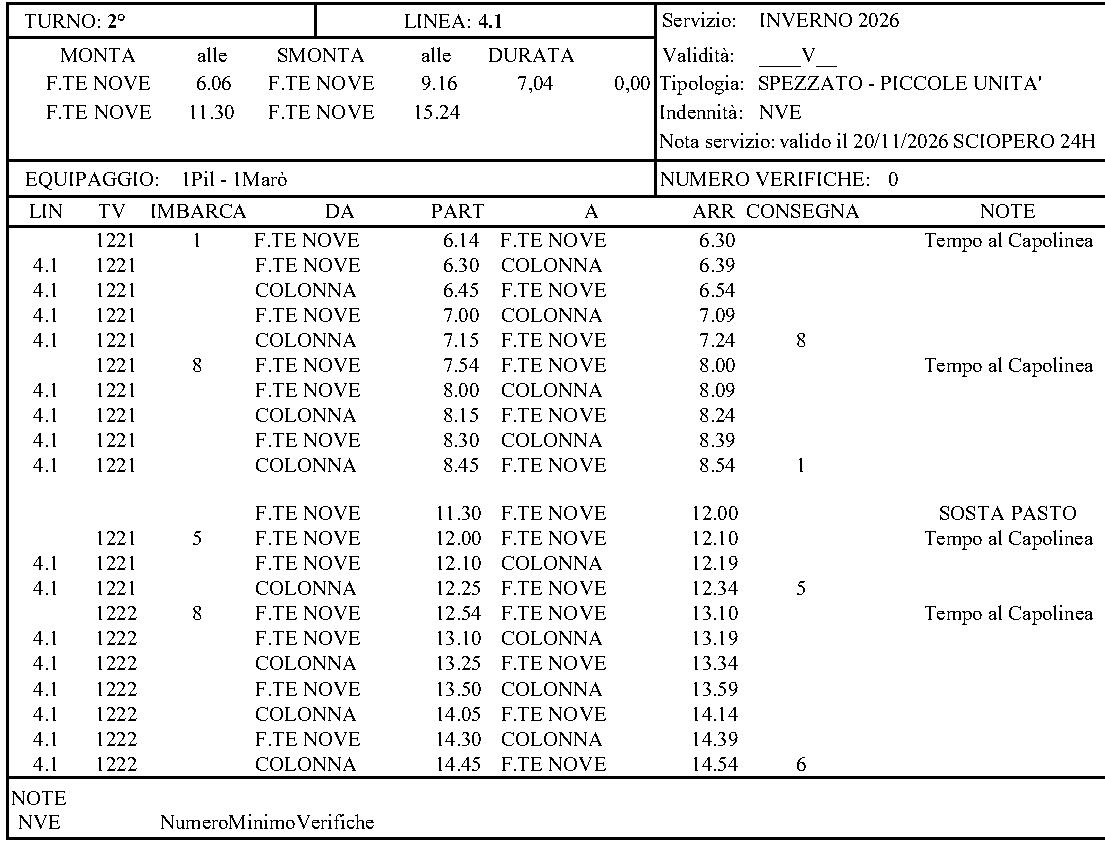 TURNO: 2° LINEA: 4.1 Servizio: INVERNO 2026
MONTA alle SMONTA alle DURATA Validità: ____V__
F.TE NOVE 6.06 F.TE NOVE 9.16 7,04 0,00 Tipologia: SPEZZATO - PICCOLE UNITA'
F.TE NOVE 11.30 F.TE NOVE 15.24 Indennità: NVE
Nota servizio: valido il 20/11/2026 SCIOPERO 24H
EQUIPAGGIO: 1Pil - 1Marò NUMERO VERIFICHE: 0
LIN TV IMBARCA DA PART A ARR CONSEGNA NOTE
1221 1 F.TE NOVE 6.14 F.TE NOVE 6.30 Tempo al Capolinea
4.1 1221 F.TE NOVE 6.30 COLONNA 6.39
4.1 1221 COLONNA 6.45 F.TE NOVE 6.54
4.1 1221 F.TE NOVE 7.00 COLONNA 7.09
4.1 1221 COLONNA 7.15 F.TE NOVE 7.24 8
1221 8 F.TE NOVE 7.54 F.TE NOVE 8.00 Tempo al Capolinea
4.1 1221 F.TE NOVE 8.00 COLONNA 8.09
4.1 1221 COLONNA 8.15 F.TE NOVE 8.24
4.1 1221 F.TE NOVE 8.30 COLONNA 8.39
4.1 1221 COLONNA 8.45 F.TE NOVE 8.54 1
F.TE NOVE 11.30 F.TE NOVE 12.00 SOSTA PASTO
1221 5 F.TE NOVE 12.00 F.TE NOVE 12.10 Tempo al Capolinea
4.1 1221 F.TE NOVE 12.10 COLONNA 12.19
4.1 1221 COLONNA 12.25 F.TE NOVE 12.34 5
1222 8 F.TE NOVE 12.54 F.TE NOVE 13.10 Tempo al Capolinea
4.1 1222 F.TE NOVE 13.10 COLONNA 13.19
4.1 1222 COLONNA 13.25 F.TE NOVE 13.34
4.1 1222 F.TE NOVE 13.50 COLONNA 13.59
4.1 1222 COLONNA 14.05 F.TE NOVE 14.14
4.1 1222 F.TE NOVE 14.30 COLONNA 14.39
4.1 1222 COLONNA 14.45 F.TE NOVE 14.54 6
NOTE
NVE NumeroMinimoVerifiche